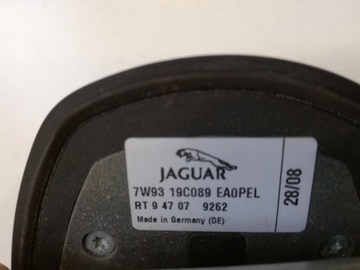 JAGUAR
7W93 19C089 EA0PEL
RT 9 47 07 9262
Made in Germany (DE)
28/08